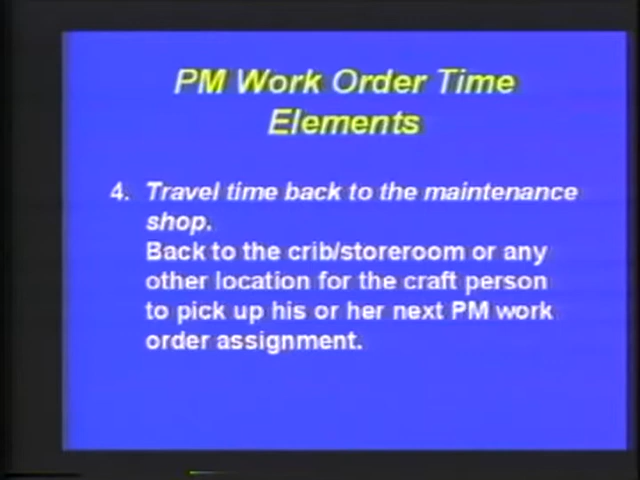 PM Work Order Time
Elements
4. Travel time back to the maintenance
shop.
Back to the crib/storeroom or any
other location for the craft person
to pick up his or her next PM work
order assignment.